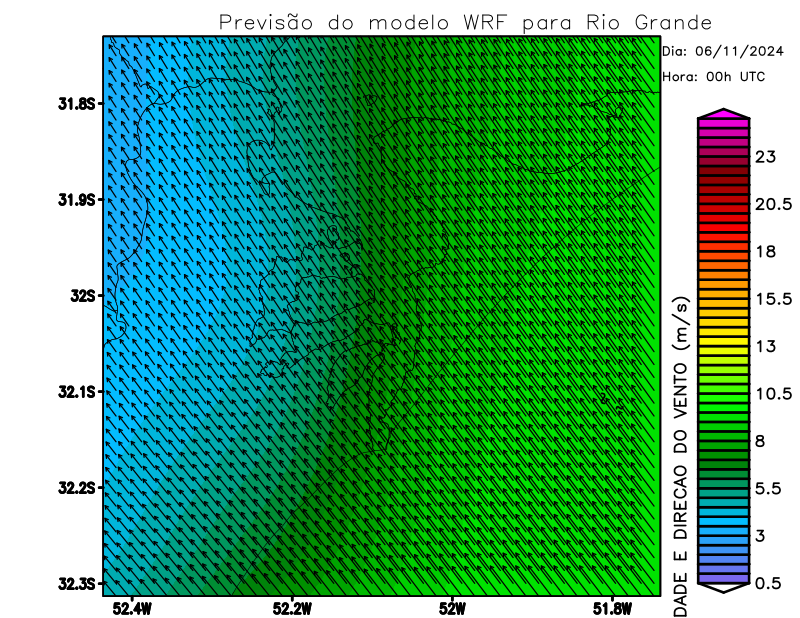 Previsão do modelo WRF para Rio Grande
Dia: 06/11/2024
Hora: 00h UTC
31.8S
31.9S
32S
32.1S
32.2S
32.3S
52.4W
52.2W
52W
51.8W
23
20.5
18
15.5
13
10.5
8
5.5
3
0.5
DADE E DIRECAO DO VENTO (m/s)